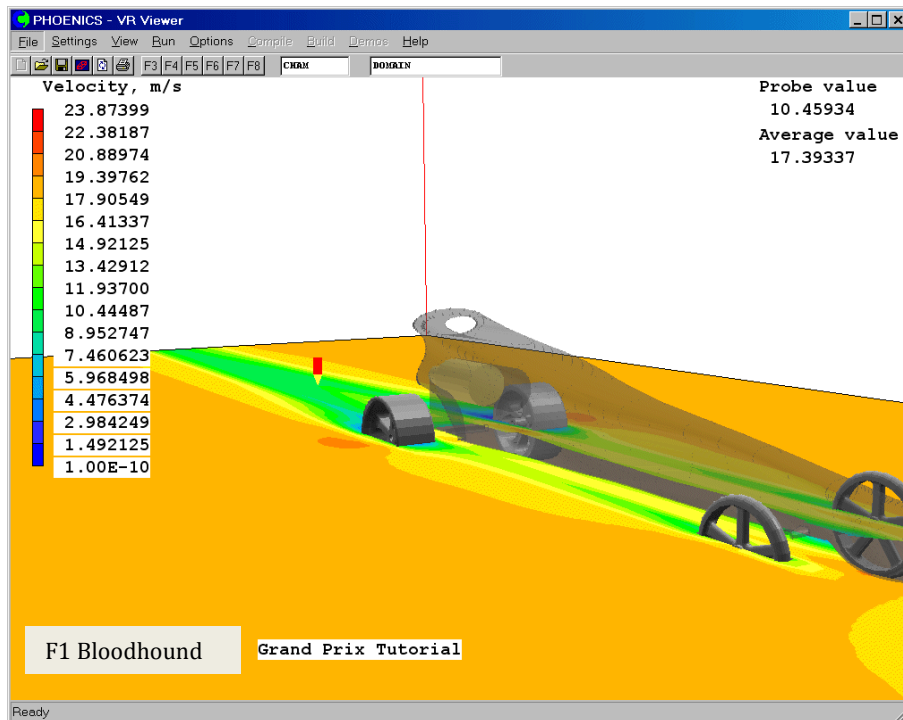 PHOENICS - VR Viewer
File Settings View Run Options Compile Build Demos Help
F3 F4 F5 F6 F7 F8 CHAM DOMAIN
Velocity, m/s
23.87399
22.38187
20.88974
19.39762
17.90549
16.41337
14.92125
13.42912
11.93700
10.44487
8.952747
7.460623
5.968498
4.476374
2.984249
1.492125
1.00E-10
Probe value
10.45934
Average value
17.39337
F1 Bloodhound
Grand Prix Tutorial
Ready